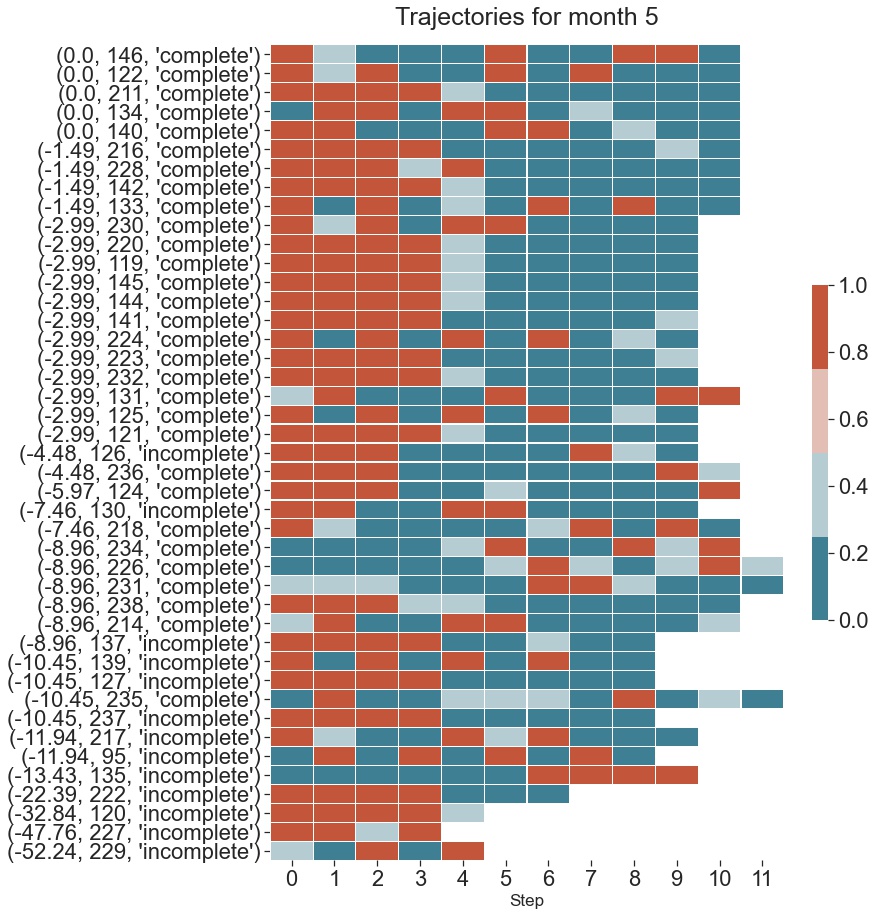 Trajectories for month 5
(0.0, 146, 'complete')
(0.0, 122, 'complete')
(0.0, 211, 'complete')
(0.0, 134, 'complete')
(0.0, 140, 'complete')
(-1.49, 216, 'complete')
(-1.49, 228, 'complete')
(-1.49, 142, 'complete')
(-1.49, 133, 'complete')
(-2.99, 230, 'complete')
(-2.99, 220, 'complete')
(-2.99, 119, 'complete')
(-2.99, 145, 'complete')
(-2.99, 144, 'complete')
(-2.99, 141, 'complete')
(-2.99, 224, 'complete')
(-2.99, 223, 'complete')
(-2.99, 232, 'complete')
(-2.99, 131, 'complete')
(-2.99, 125, 'complete')
(-2.99, 121, 'complete')
(-4.48, 126, 'incomplete')
(-4.48, 236, 'complete')
(-5.97, 124, 'complete')
(-7.46, 130, 'incomplete')
(-7.46, 218, 'complete')
(-8.96, 234, 'complete')
(-8.96, 226, 'complete')
(-8.96, 231, 'complete')
(-8.96, 238, 'complete')
(-8.96, 214, 'complete')
(-8.96, 137, 'incomplete')
(-10.45, 139, 'incomplete')
(-10.45, 127, 'incomplete')
(-10.45, 235, 'complete')
(-10.45, 237, 'incomplete')
(-11.94, 217, 'incomplete')
(-11.94, 95, 'incomplete')
(-13.43, 135, 'incomplete')
(-22.39, 222, 'incomplete')
(-32.84, 120, 'incomplete')
(-47.76, 227, 'incomplete')
(-52.24, 229, 'incomplete')
0 1 2 3 4 5 6 7 8 9 10 11
Step
1.0
0.8
0.6
0.4
0.2
0.0